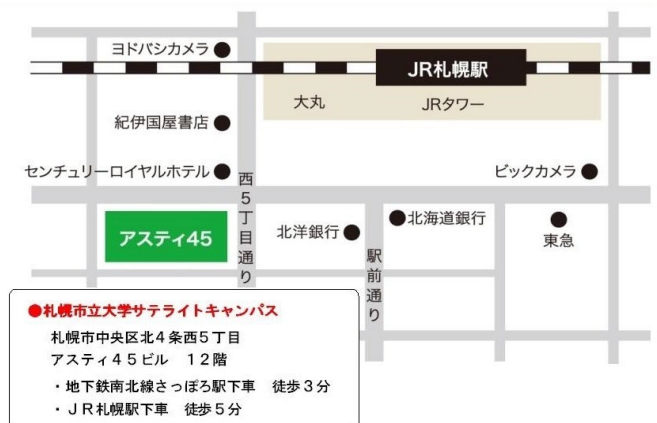 ヨドバシカメラ
JR札幌駅
大丸
JRタワー
紀伊国屋書店
センチュリーロイヤルホテル
ビックカメラ
西5丁目通り
アスティ45
北洋銀行
北海道銀行
東急
駅前通り
●札幌市立大学サテライトキャンパス
札幌市中央区北4条西5丁目
アスティ45ビル　12階
・地下鉄南北線さっぽろ駅下車　徒歩3分
・JR札幌駅下車　徒歩5分